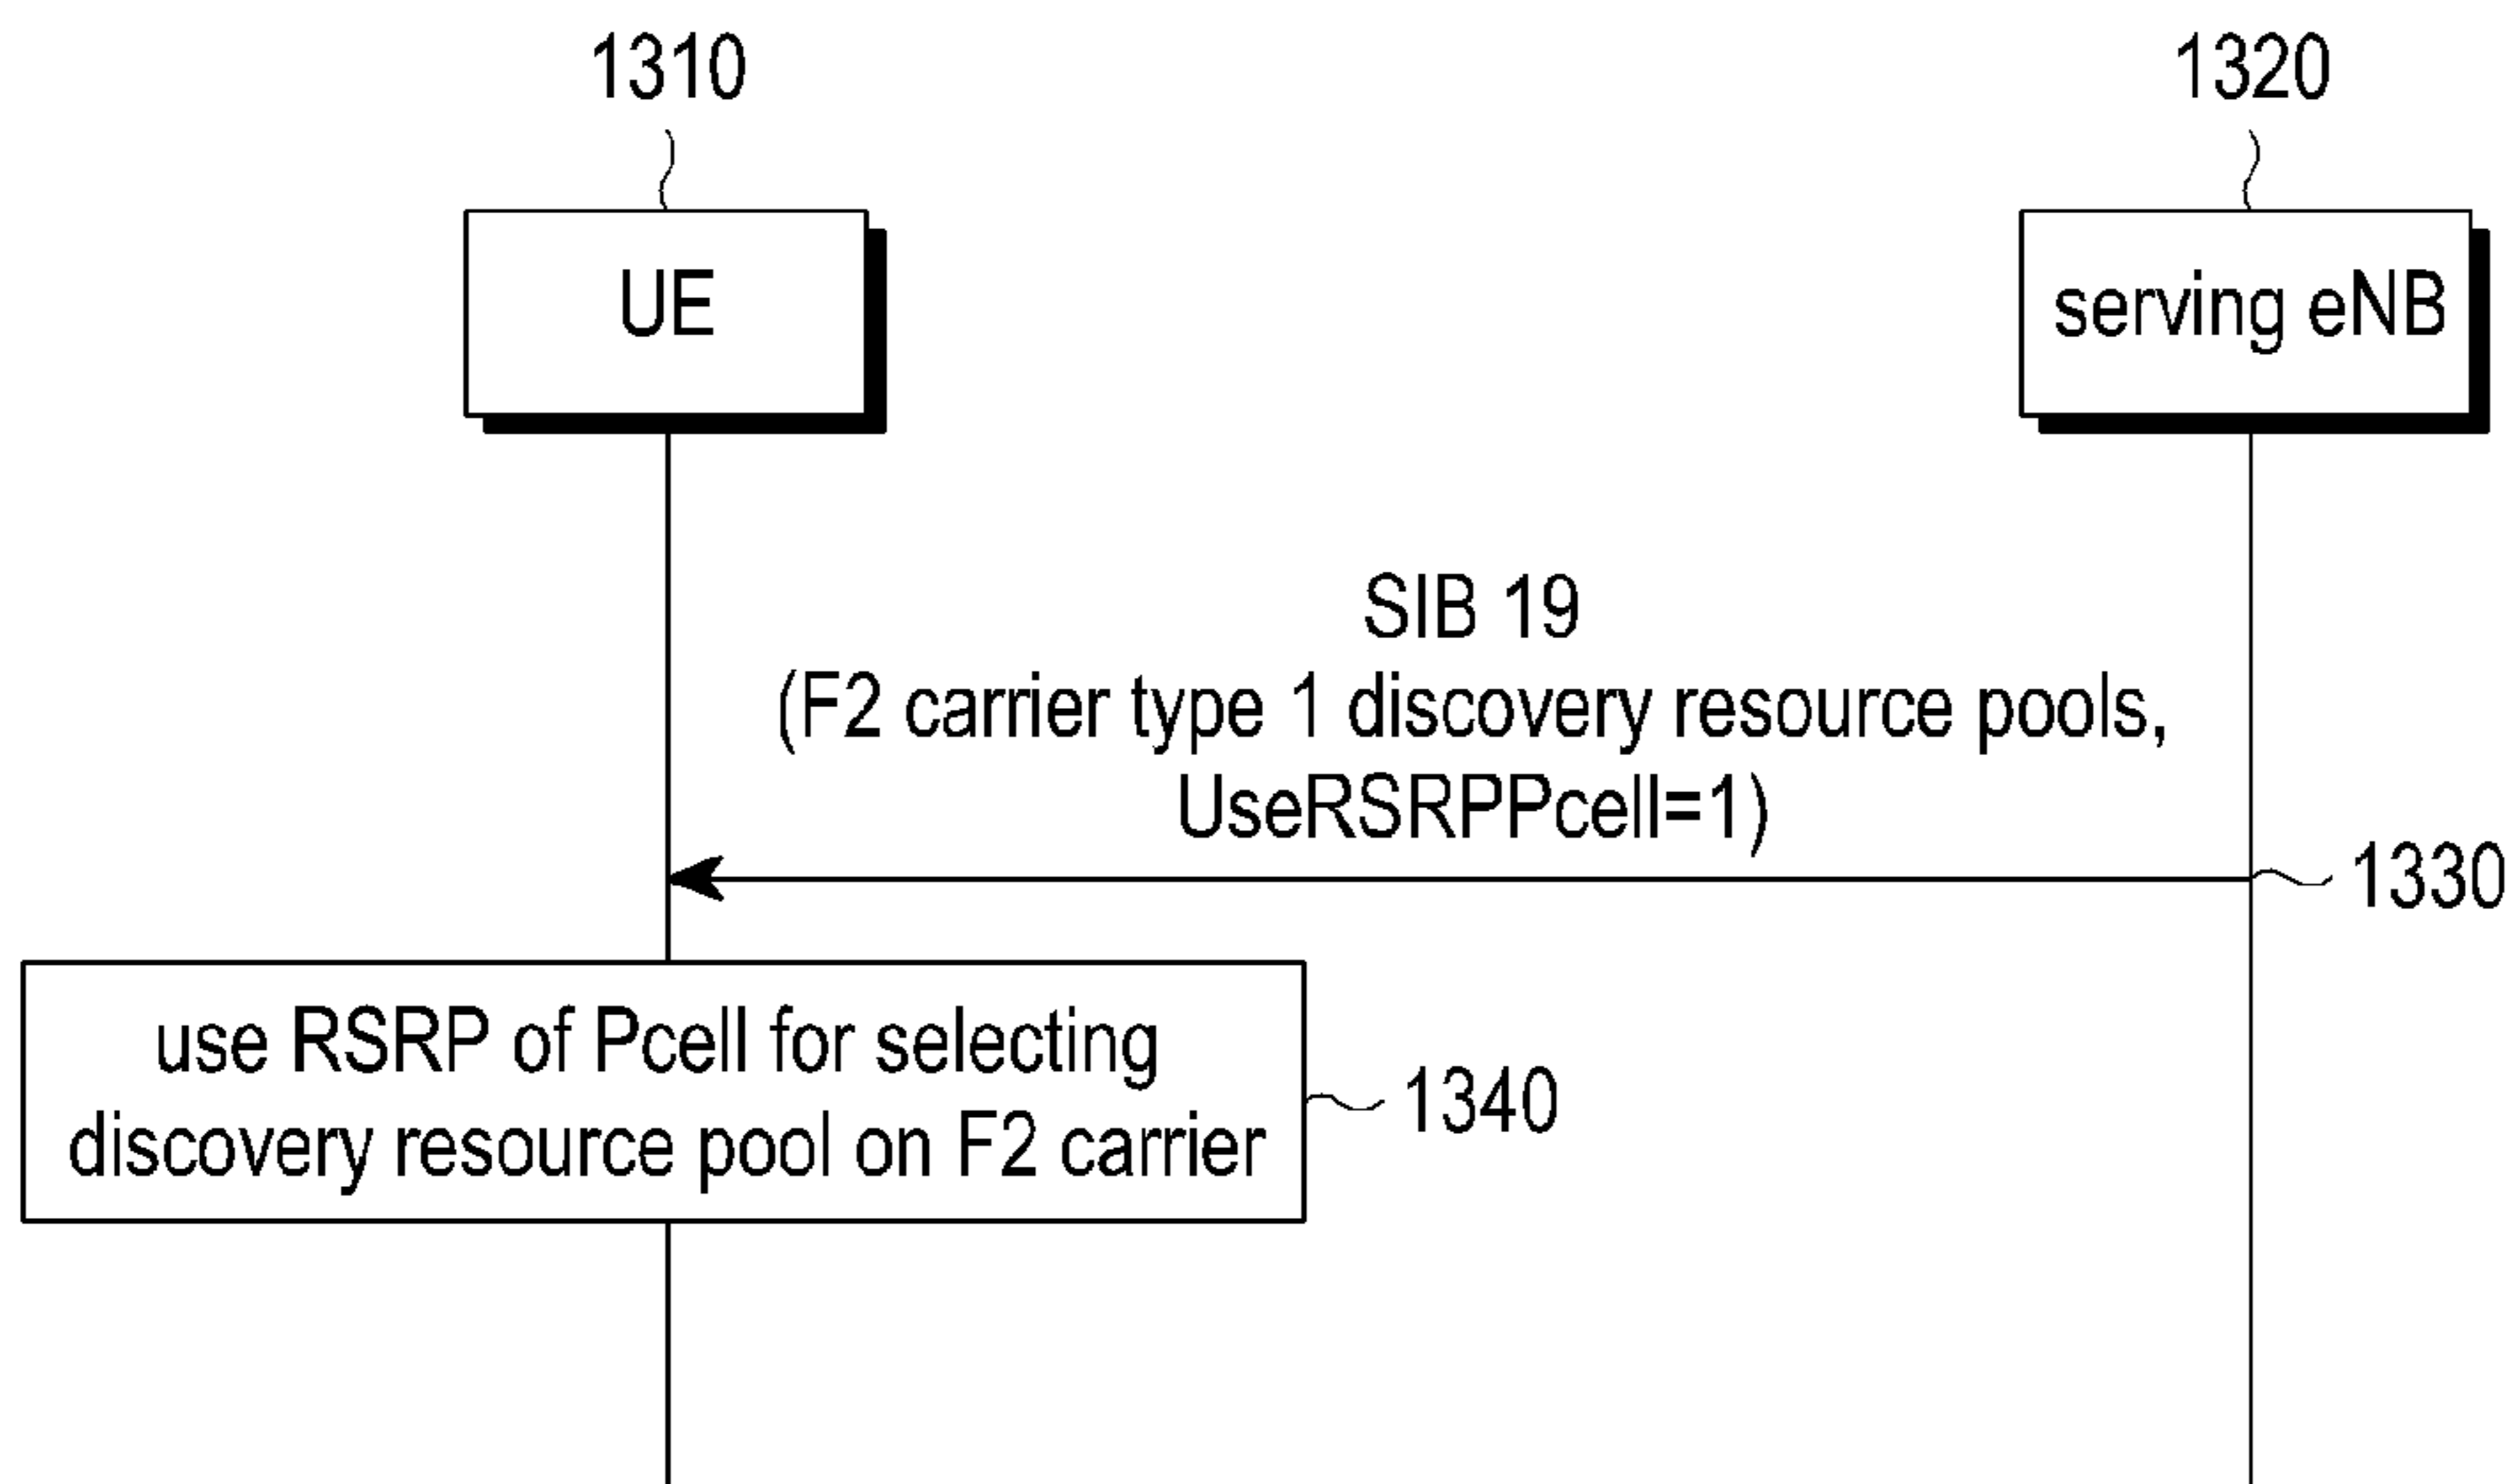 1310
1320
UE
serving eNB
SIB 19
(F2 carrier type 1 discovery resource pools,
UseRSRPPcell=1)
1330
use RSRP of Pcell for selecting
discovery resource pool on F2 carrier
1340